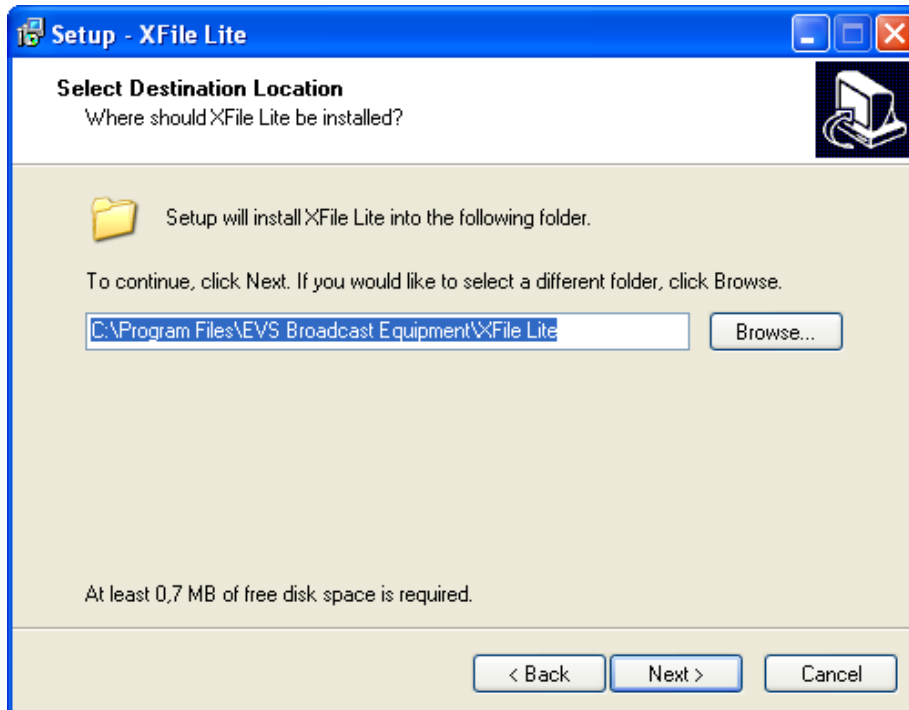 Setup - XFile Lite
Select Destination Location
Where should XFile Lite be installed?
Setup will install XFile Lite into the following folder.
To continue, click Next. If you would like to select a different folder, click Browse.
C:\Program Files\EVS Broadcast Equipment\XFile Lite
Browse...
At least 0,7 MB of free disk space is required.
< Back
Next >
Cancel